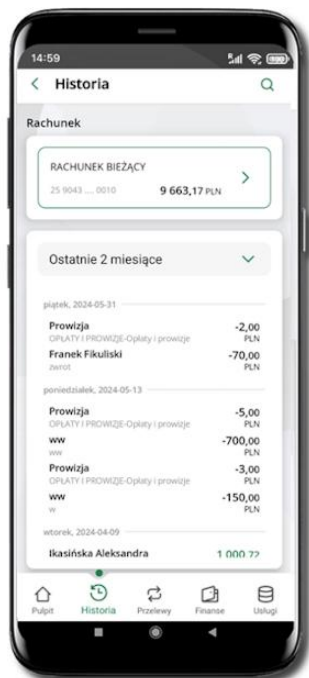 14:59
Historia
Rachunek
RACHUNEK BIEŻĄCY
25 9043 .... 0010 9 663,17 PLN
Ostatnie 2 miesiące
piątek, 2024-05-31
Prowizja -2,00
OPŁATY I PROWIZJE-Opłaty i prowizje PLN
Franek Fikuliski -70,00
zwrot PLN
poniedziałek, 2024-05-13
Prowizja -5,00
OPŁATY I PROWIZJE-Opłaty i prowizje PLN
ww -700,00
ww PLN
Prowizja -3,00
OPŁATY I PROWIZJE-Opłaty i prowizje PLN
ww -150,00
w PLN
wtorek, 2024-04-09
Ikasińska Aleksandra 1 000,72
Pulpit Historia Przelewy Finanse Usługi